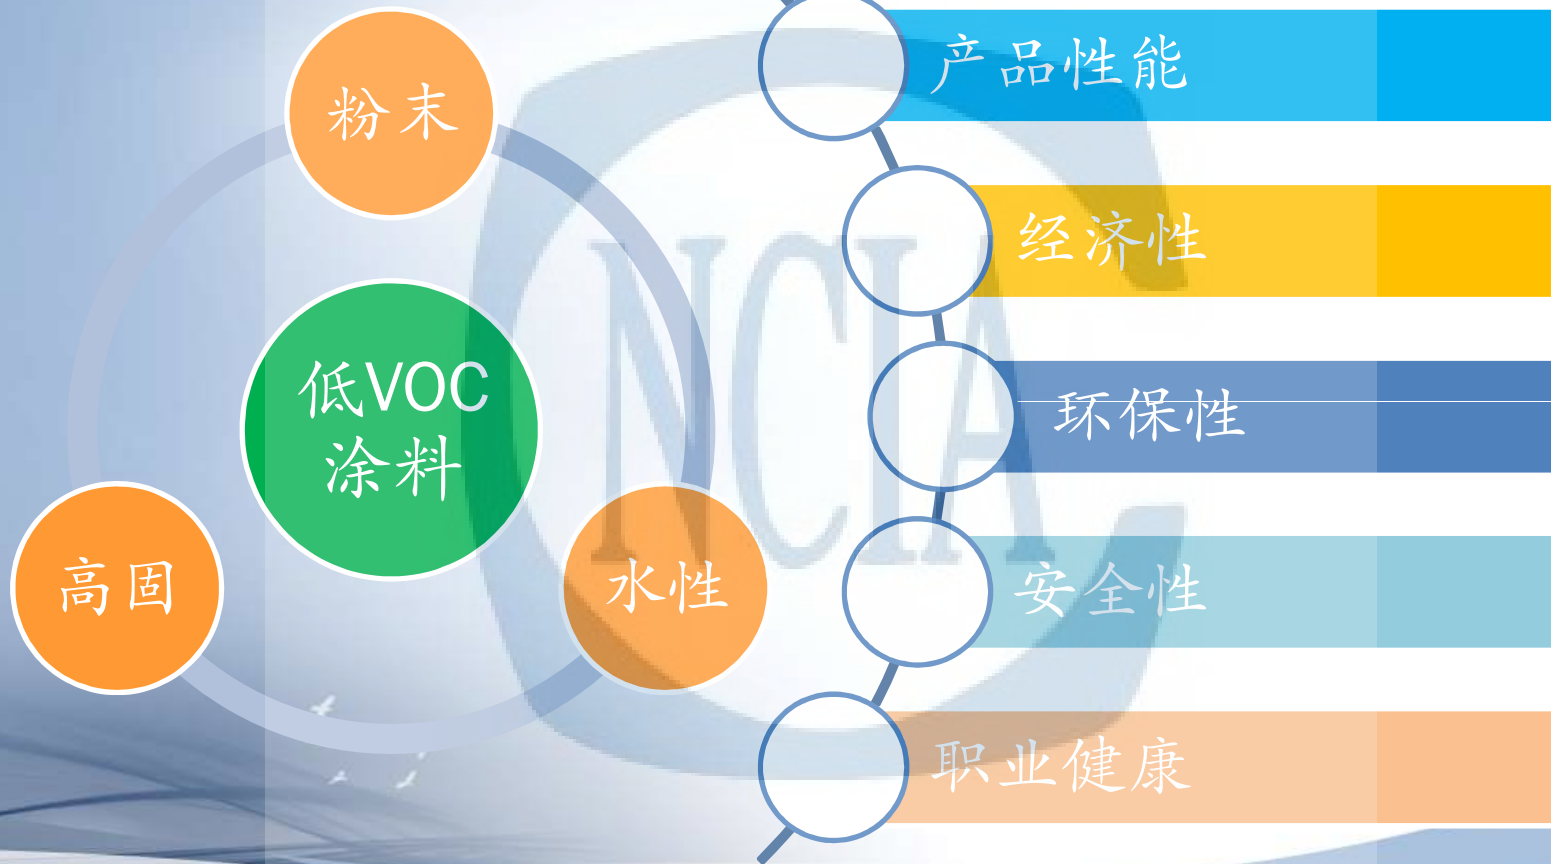 粉末
低VOC
涂料
高固
水性
产品性能
经济性
环保性
安全性
职业健康
NCIA